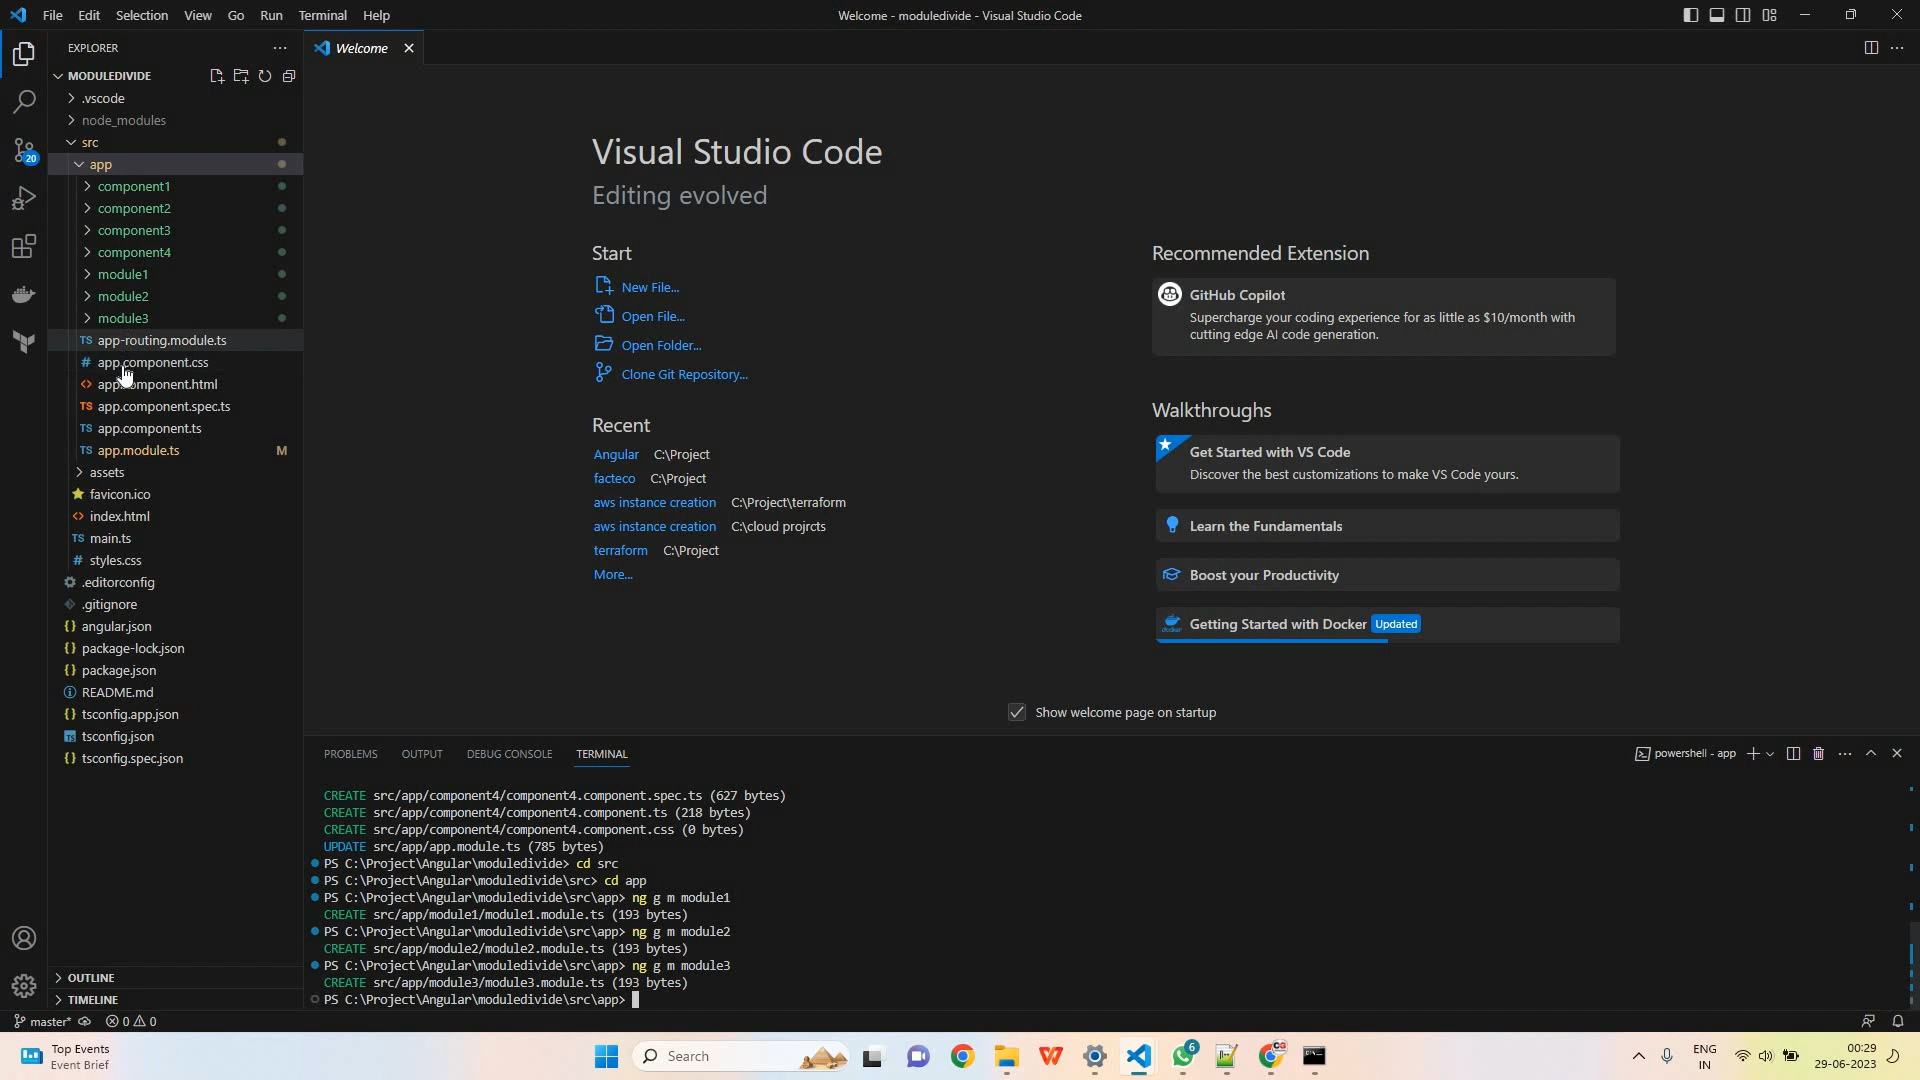 File Edit Selection View Go Run Terminal Help
Welcome - moduledivide - Visual Studio Code
EXPLORER
MODULEDIVIDE
.vscode
node_modules
src
app
component1
component2
component3
component4
module1
module2
module3
app-routing.module.ts
app.component.css
app.component.html
app.component.spec.ts
app.component.ts
app.module.ts M
assets
favicon.ico
index.html
main.ts
styles.css
.editorconfig
.gitignore
angular.json
package-lock.json
package.json
README.md
tsconfig.app.json
tsconfig.json
tsconfig.spec.json
OUTLINE
TIMELINE
20
Welcome
Visual Studio Code
Editing evolved
Start
New File...
Open File...
Open Folder...
Clone Git Repository...
Recent
Angular C:\Project
facteco C:\Project
aws instance creation C:\Project\terraform
aws instance creation C:\cloud projrcts
terraform C:\Project
More...
Recommended Extension
GitHub Copilot
Supercharge your coding experience for as little as $10/month with
cutting edge AI code generation.
Walkthroughs
Get Started with VS Code
Discover the best customizations to make VS Code yours.
Learn the Fundamentals
Boost your Productivity
Getting Started with Docker Updated
Show welcome page on startup
PROBLEMS OUTPUT DEBUG CONSOLE TERMINAL
powershell - app
CREATE src/app/component4/component4.component.spec.ts (627 bytes)
CREATE src/app/component4/component4.component.ts (218 bytes)
CREATE src/app/component4/component4.component.css (0 bytes)
UPDATE src/app/app.module.ts (785 bytes)
PS C:\Project\Angular\moduledivide> cd src
PS C:\Project\Angular\moduledivide\src> cd app
PS C:\Project\Angular\moduledivide\src\app> ng g m module1
CREATE src/app/module1/module1.module.ts (193 bytes)
PS C:\Project\Angular\moduledivide\src\app> ng g m module2
CREATE src/app/module2/module2.module.ts (193 bytes)
PS C:\Project\Angular\moduledivide\src\app> ng g m module3
CREATE src/app/module3/module3.module.ts (193 bytes)
PS C:\Project\Angular\moduledivide\src\app>
master* 0 0
Top Events
Event Brief
Search
6
CG
ENG
IN
00:29
29-06-2023